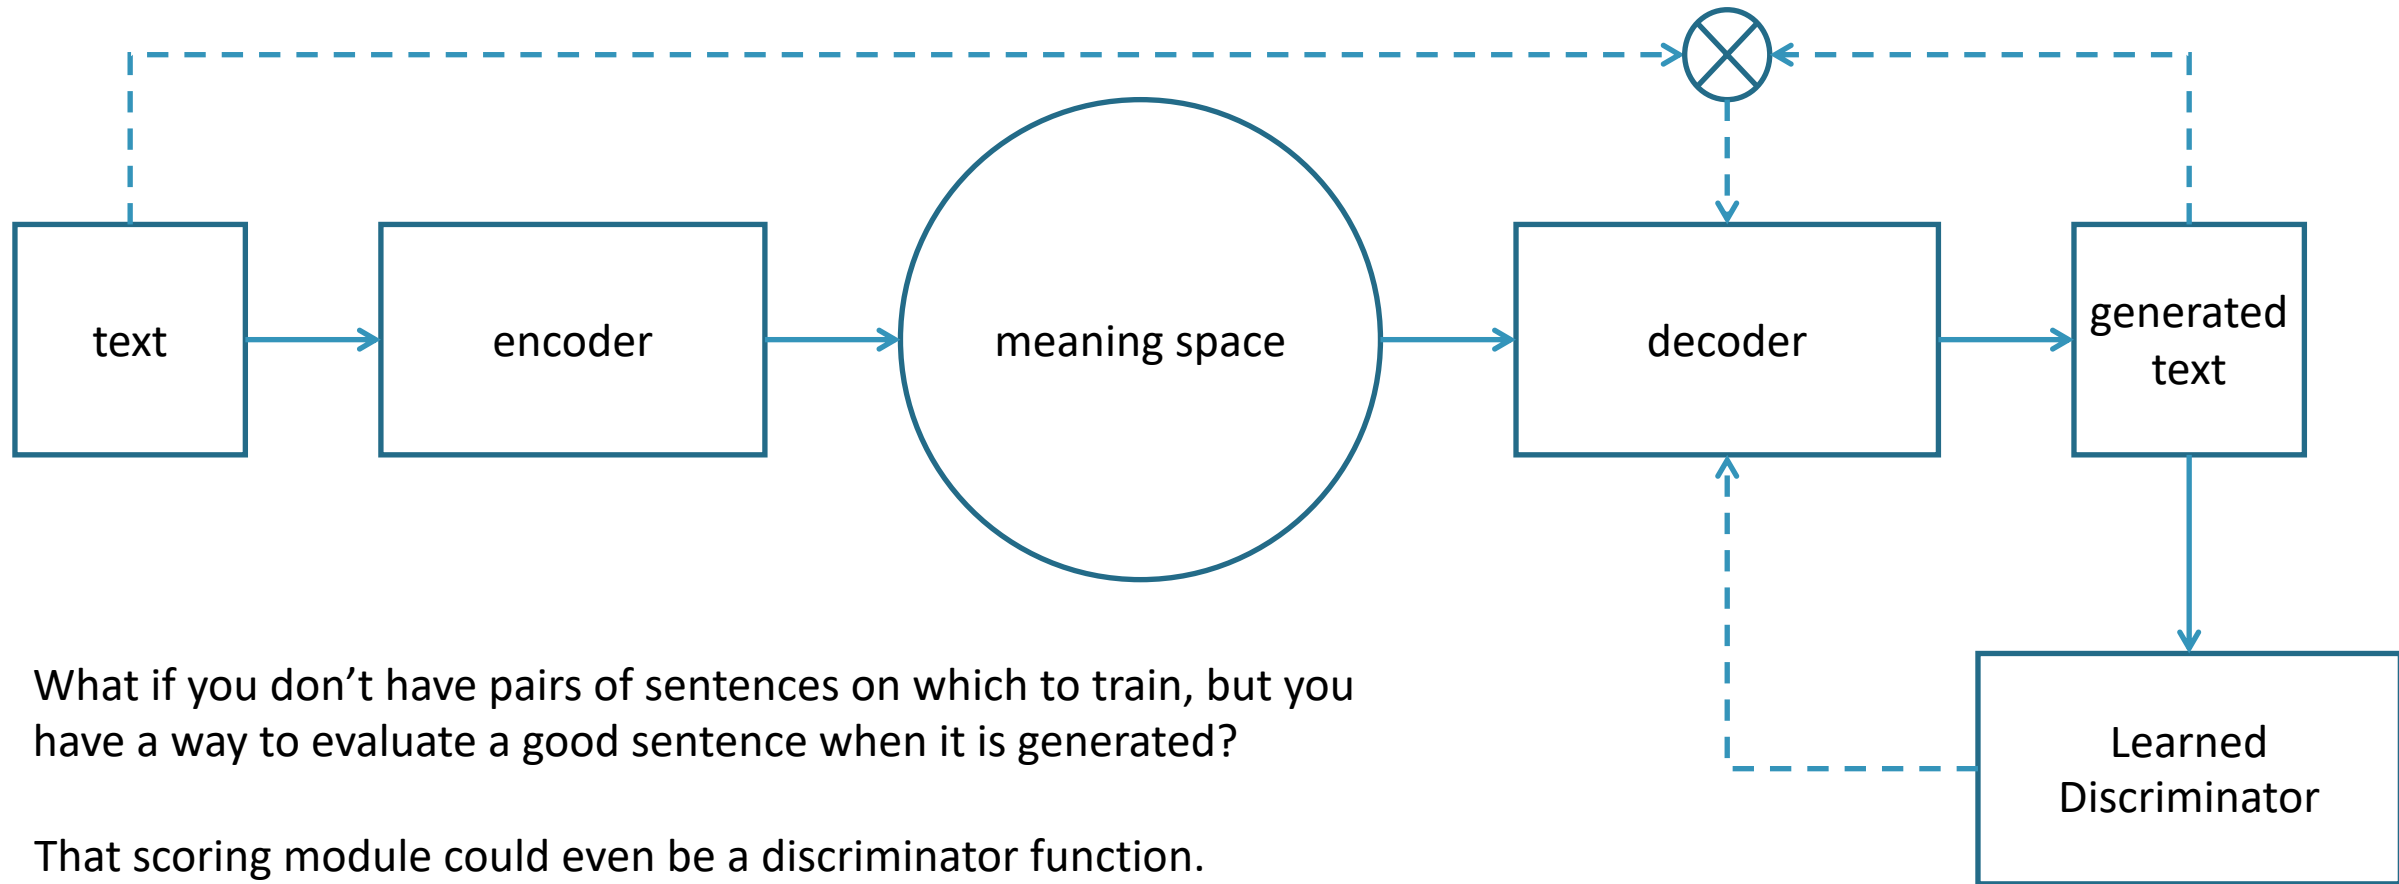 text
encoder
meaning space
decoder
generated
text
What if you don’t have pairs of sentences on which to train, but you
have a way to evaluate a good sentence when it is generated?
Learned
Discriminator
That scoring module could even be a discriminator function.